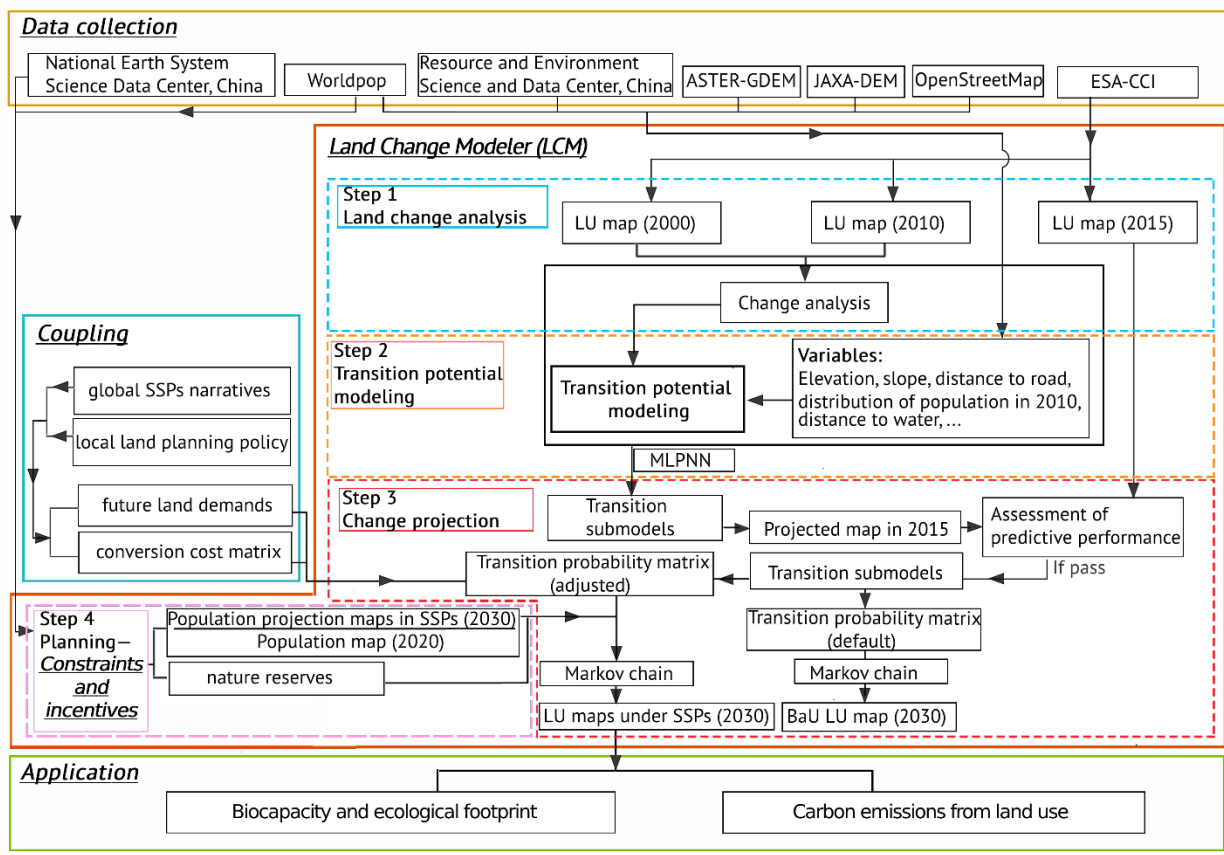 Data collection
National Earth System
Science Data Center, China
Worldpop
Resource and Environment
Science and Data Center, China
ASTER-GDEM
JAXA-DEM
OpenStreetMap
ESA-CCI
Land Change Modeler (LCM)
Step 1
Land change analysis
LU map (2000)
LU map (2010)
LU map (2015)
Change analysis
Coupling
global SSPs narratives
local land planning policy
future land demands
conversion cost matrix
Step 2
Transition potential
modeling
Transition potential
modeling
Variables:
Elevation, slope, distance to road,
distribution of population in 2010,
distance to water, ...
MLPNN
Step 3
Change projection
Transition
submodels
Projected map in 2015
Assessment of
predictive performance
If pass
Transition probability matrix
(adjusted)
Transition submodels
Transition probability matrix
(default)
Step 4
Planning—
Constraints
and
incentives
Population projection maps in SSPs (2030)
Population map (2020)
nature reserves
Markov chain
Markov chain
LU maps under SSPs (2030)
BaU LU map (2030)
Application
Biocapacity and ecological footprint
Carbon emissions from land use